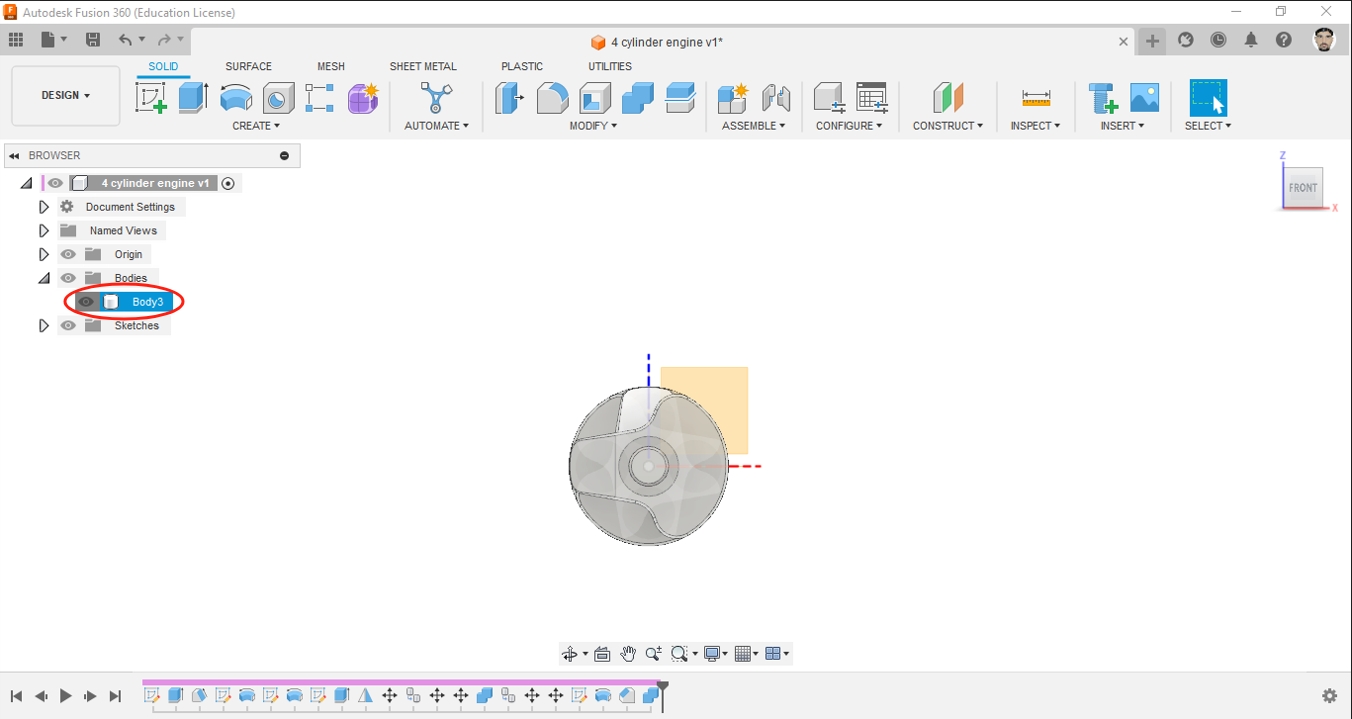 Autodesk Fusion 360 (Education License)
4 cylinder engine v1*
DESIGN
SOLID SURFACE MESH SHEET METAL PLASTIC UTILITIES
CREATE AUTOMATE MODIFY ASSEMBLE CONFIGURE CONSTRUCT INSPECT INSERT SELECT
BROWSER
4 cylinder engine v1
Document Settings
Named Views
Origin
Bodies
Body3
Sketches
Z
FRONT
X